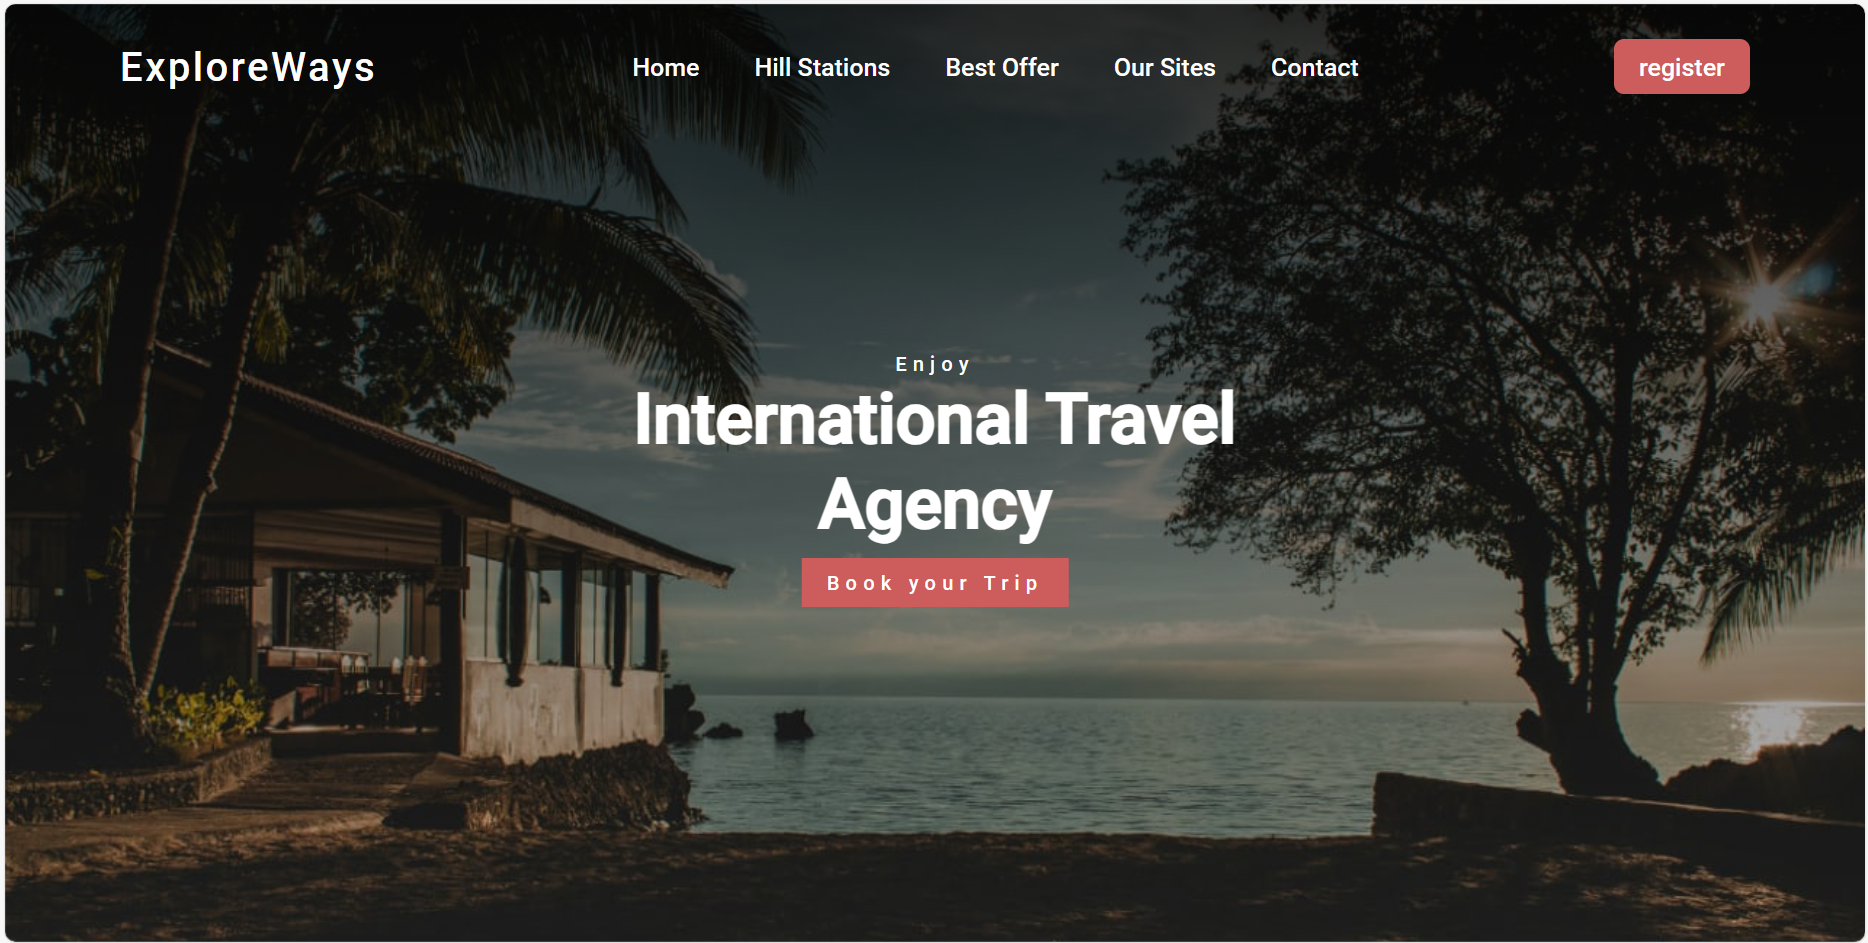 ExploreWays
Home Hill Stations Best Offer Our Sites Contact
register
Enjoy
International Travel
Agency
Book your Trip